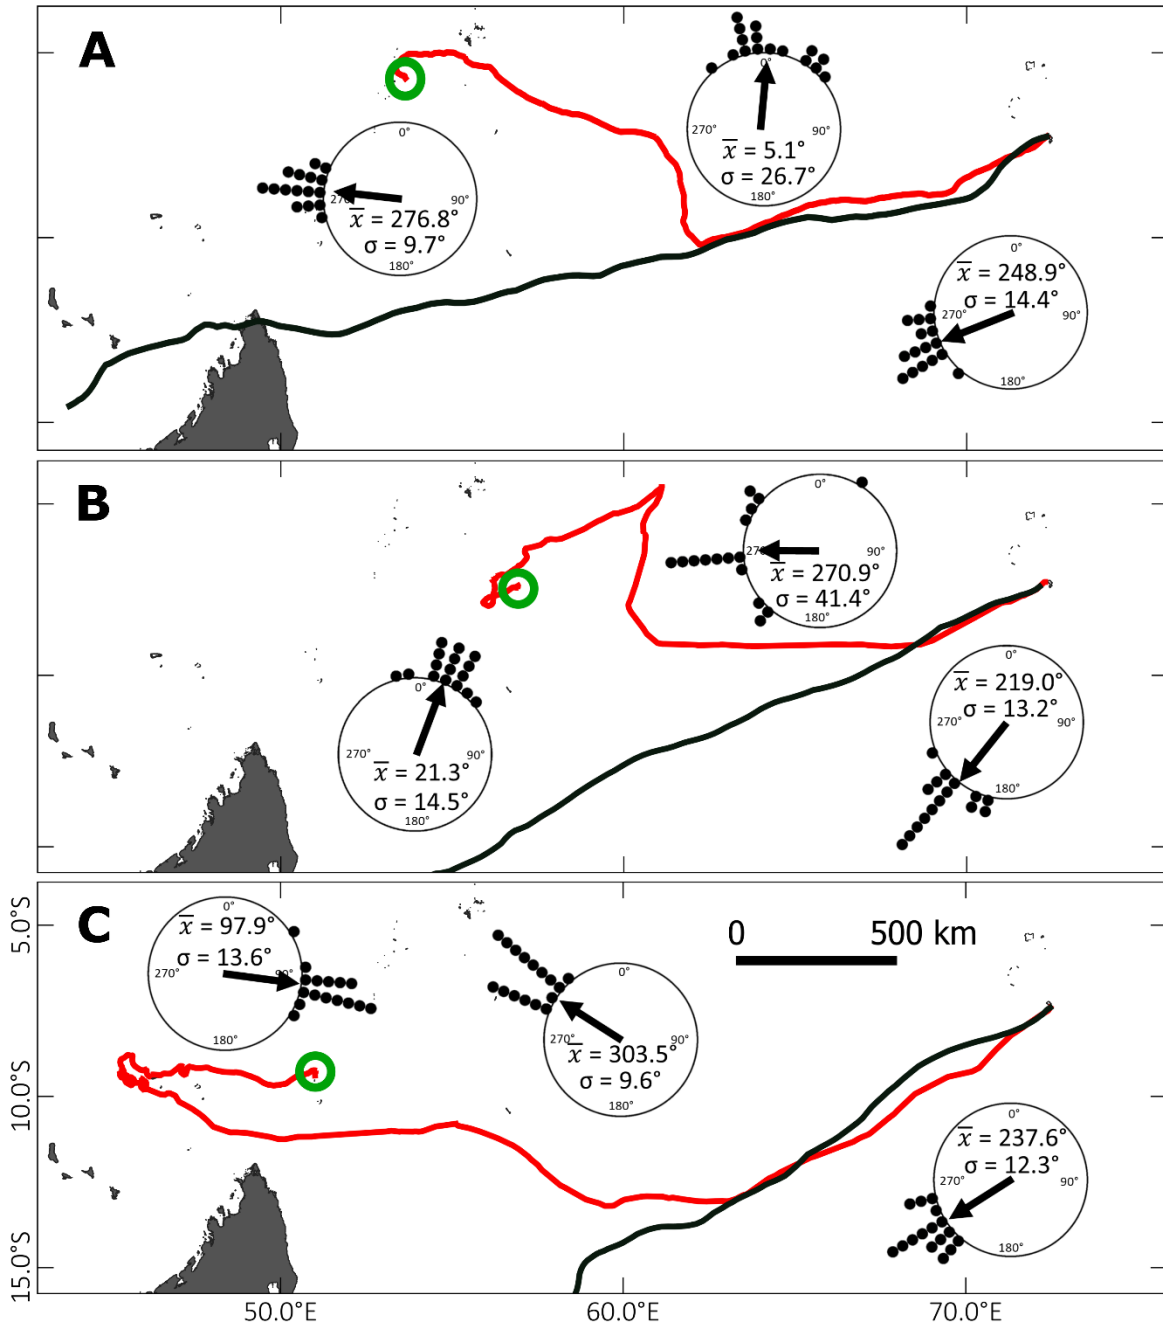 A
0°
270°
90°
x̅ = 5.1°
σ = 26.7°
180°
0°
270°
90°
x̅ = 276.8°
σ = 9.7°
180°
0°
x̅ = 248.9°
σ = 14.4°
270°
90°
180°
B
0°
270°
90°
x̅ = 270.9°
σ = 41.4°
180°
0°
x̅ = 219.0°
σ = 13.2°
270°
90°
180°
0°
270°
90°
x̅ = 21.3°
σ = 14.5°
180°
C
0°
x̅ = 97.9°
σ = 13.6°
270°
90°
180°
0°
270°
90°
x̅ = 303.5°
σ = 9.6°
180°
0 500 km
0°
x̅ = 237.6°
σ = 12.3°
270°
90°
180°
5.0°S
10.0°S
15.0°S
50.0°E 60.0°E 70.0°E